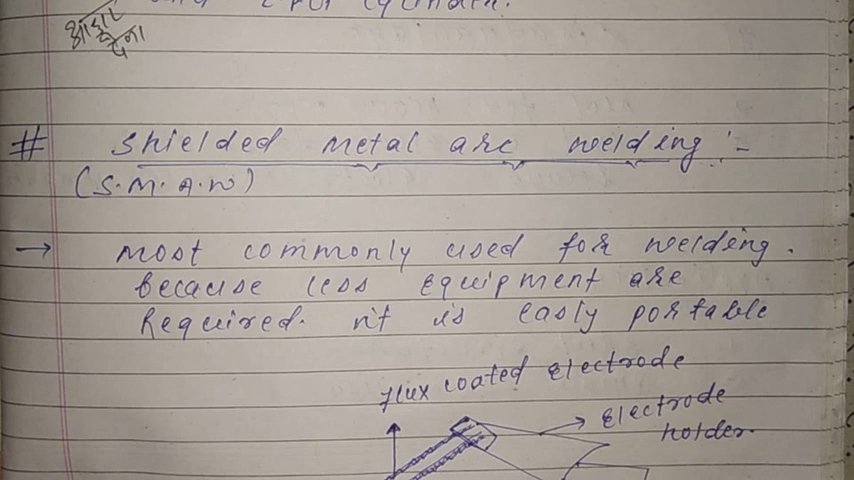 cylinder.
आधार
देना
# shielded metal arc welding :-
(S.M.A.W)
→ most commonly used for welding.
because less equipment are
Required. it is easly portable
flux coated Electrode
→ Electrode
holder.